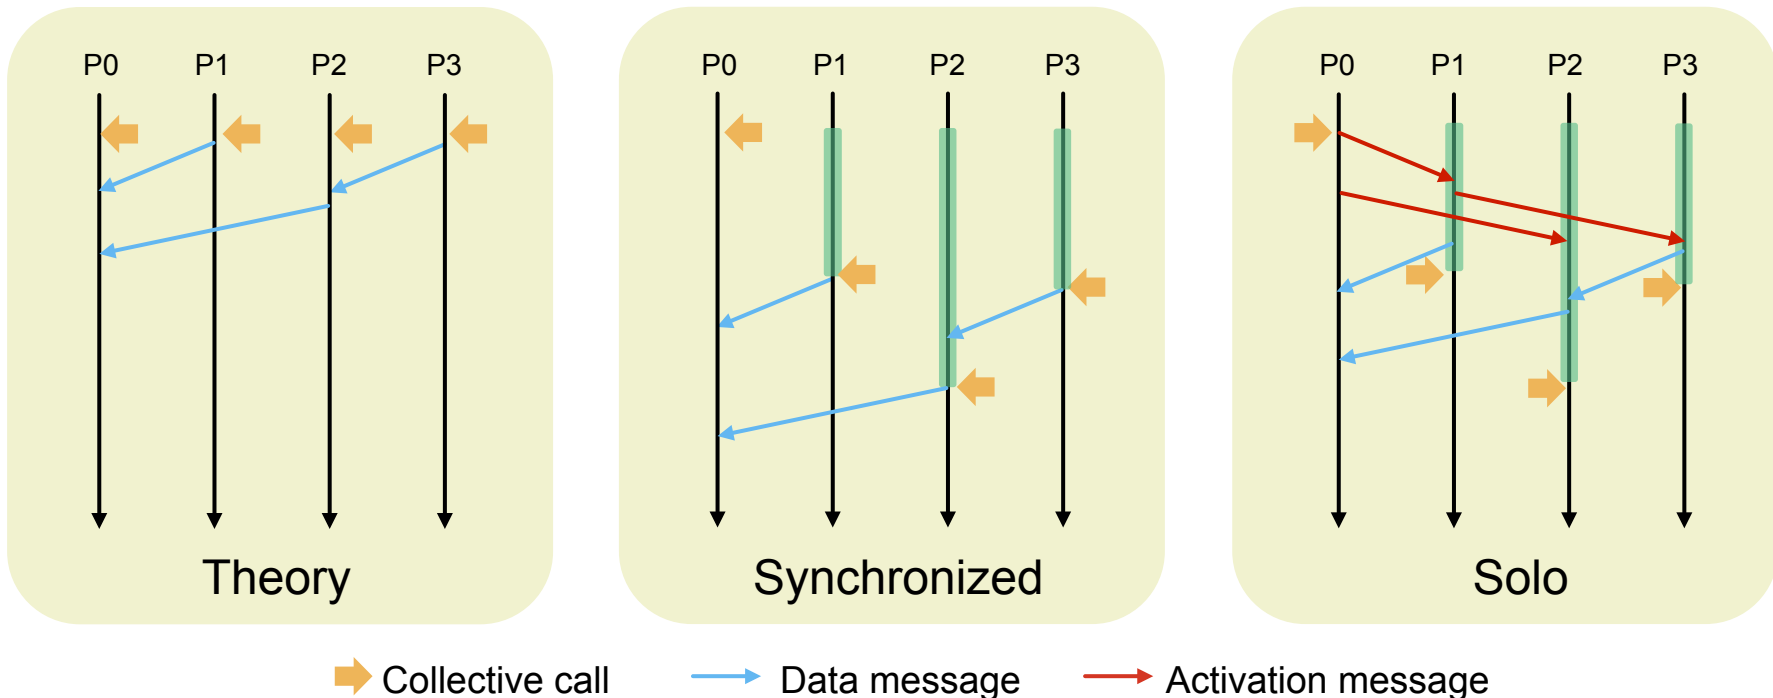 P0 P1 P2 P3
Theory
P0 P1 P2 P3
Synchronized
P0 P1 P2 P3
Solo
Collective call
Data message
Activation message